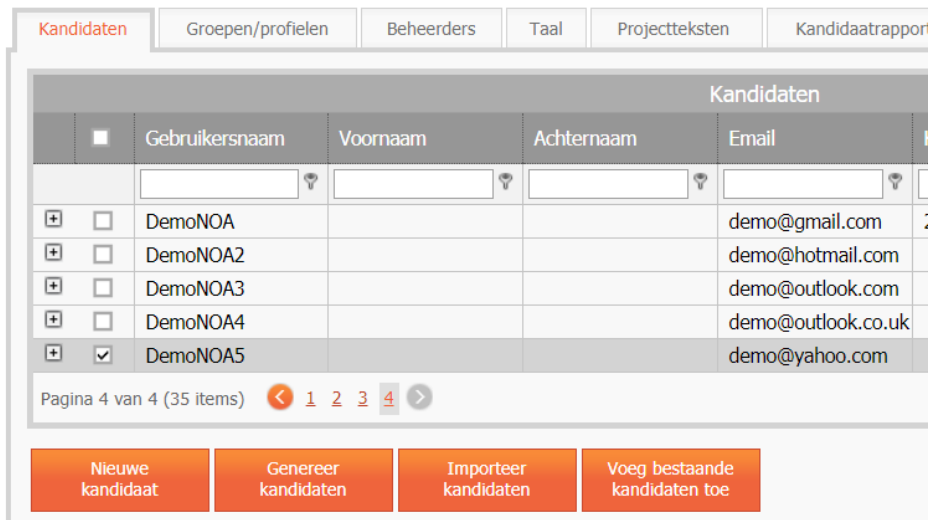 Kandidaten Groepen/profielen Beheerders Taal Projectteksten Kandidaatrapport
Kandidaten
Gebruikersnaam Voornaam Achternaam Email
DemoNOA demo@gmail.com 2
DemoNOA2 demo@hotmail.com
DemoNOA3 demo@outlook.com
DemoNOA4 demo@outlook.co.uk
DemoNOA5 demo@yahoo.com
Pagina 4 van 4 (35 items) 1 2 3 4
Nieuwe Genereer Importeer Voeg bestaande
kandidaat kandidaten kandidaten kandidaten toe